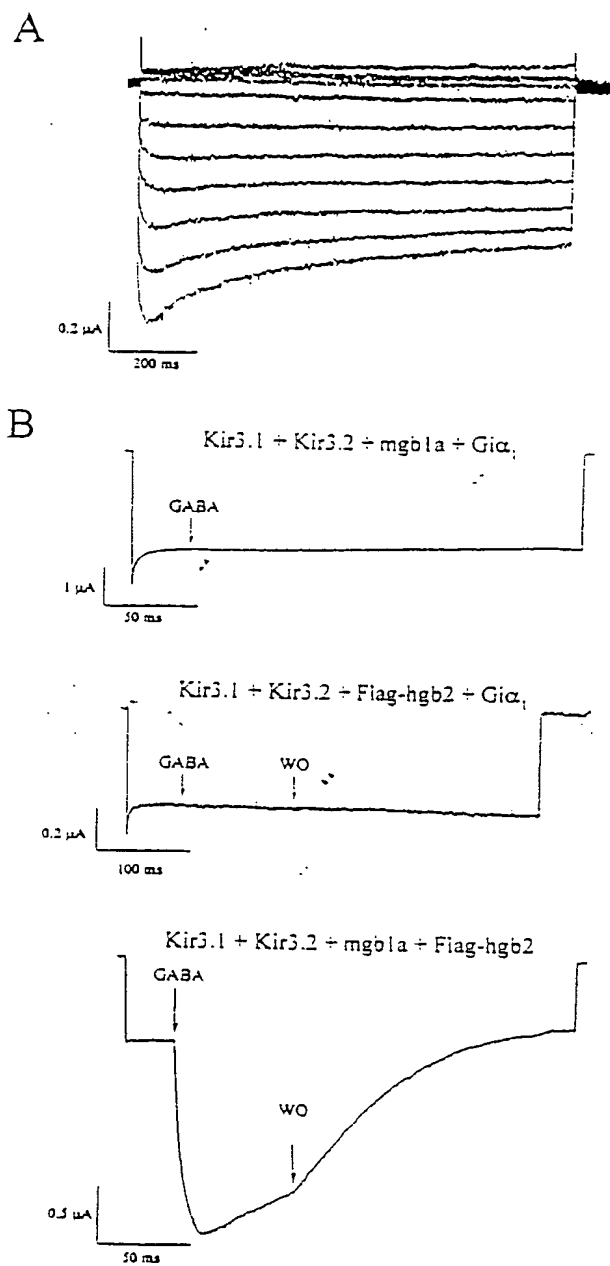 A
0.2 µA
200 ms
B
Kir3.1 + Kir3.2 + mgb1a + Giα₁
GABA
1 µA
50 ms
Kir3.1 + Kir3.2 + Flag-hgb2 + Giα₁
GABA WO
0.2 µA
100 ms
Kir3.1 + Kir3.2 + mgb1a + Flag-hgb2
GABA
WO
0.5 µA
50 ms